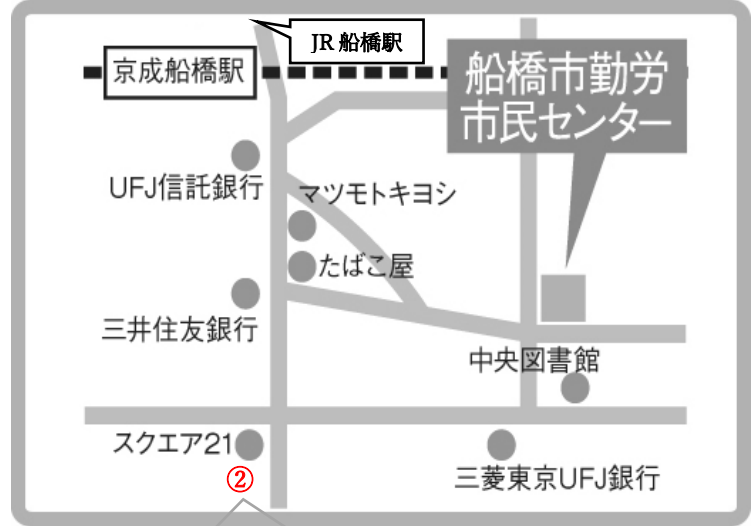 JR 船橋駅
京成船橋駅
船橋市勤労
市民センター
UFJ信託銀行
マツモトキヨシ
たばこ屋
三井住友銀行
中央図書館
スクエア21
②
三菱東京UFJ銀行